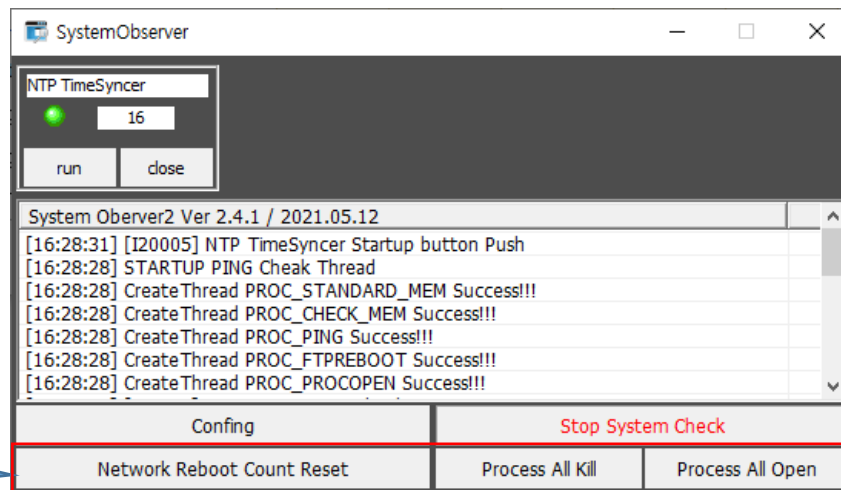 SystemObserver
NTP TimeSyncer
16
run close
System Oberver2 Ver 2.4.1 / 2021.05.12
[16:28:31] [I20005] NTP TimeSyncer Startup button Push
[16:28:28] STARTUP PING Cheak Thread
[16:28:28] CreateThread PROC_STANDARD_MEM Success!!!
[16:28:28] CreateThread PROC_CHECK_MEM Success!!!
[16:28:28] CreateThread PROC_PING Success!!!
[16:28:28] CreateThread PROC_FTPREBOOT Success!!!
[16:28:28] CreateThread PROC_PROCOPEN Success!!!
Confing Stop System Check
Network Reboot Count Reset Process All Kill Process All Open